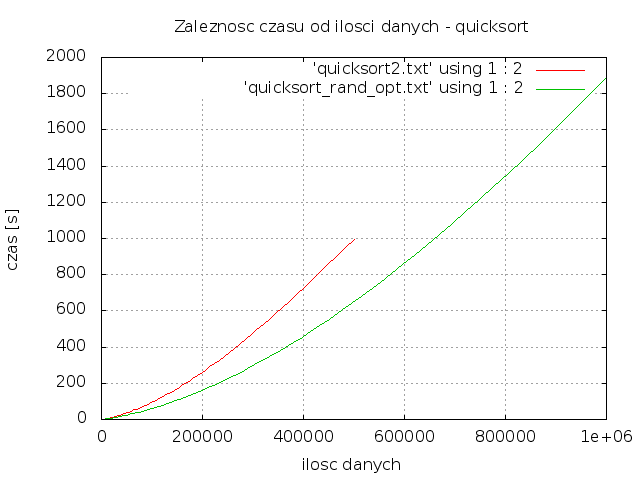 Zaleznosc czasu od ilosci danych - quicksort
2000
'quicksort2.txt' using 1 : 2
'quicksort_rand_opt.txt' using 1 : 2
1800
1600
1400
1200
1000
800
600
400
200
0
czas [s]
0 200000 400000 600000 800000 1e+06
ilosc danych